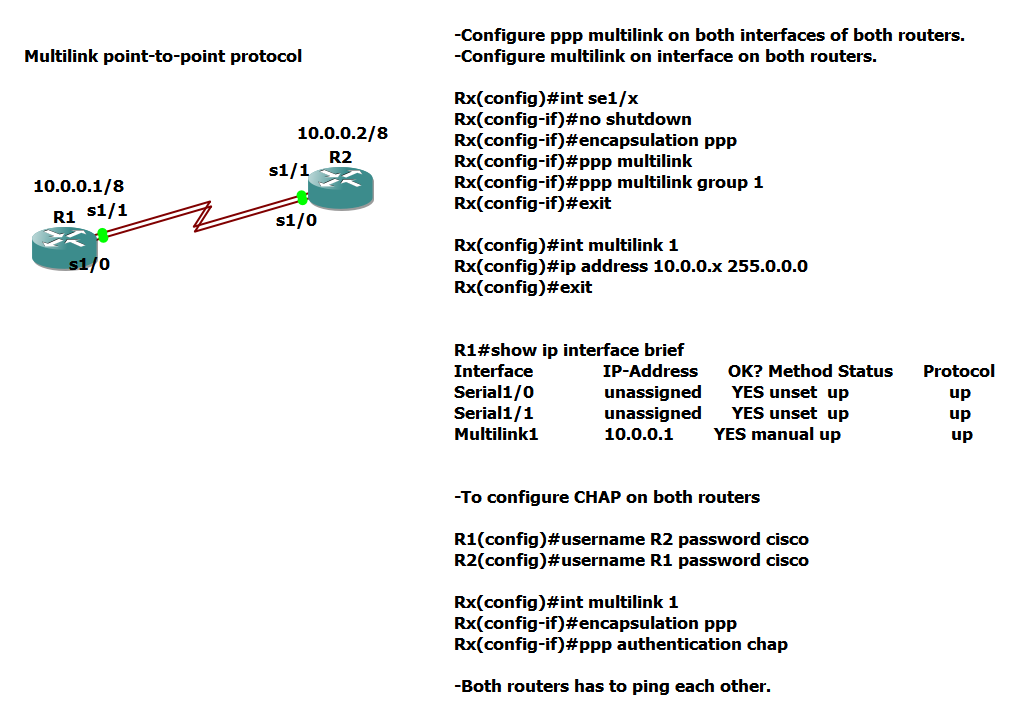 Multilink point-to-point protocol
10.0.0.2/8
R2
s1/1
10.0.0.1/8
s1/1
R1
s1/0
s1/0
-Configure ppp multilink on both interfaces of both routers.
-Configure multilink on interface on both routers.
Rx(config)#int se1/x
Rx(config-if)#no shutdown
Rx(config-if)#encapsulation ppp
Rx(config-if)#ppp multilink
Rx(config-if)#ppp multilink group 1
Rx(config-if)#exit
Rx(config)#int multilink 1
Rx(config)#ip address 10.0.0.x 255.0.0.0
Rx(config)#exit
R1#show ip interface brief
Interface IP-Address OK? Method Status Protocol
Serial1/0 unassigned YES unset up up
Serial1/1 unassigned YES unset up up
Multilink1 10.0.0.1 YES manual up up
-To configure CHAP on both routers
R1(config)#username R2 password cisco
R2(config)#username R1 password cisco
Rx(config)#int multilink 1
Rx(config-if)#encapsulation ppp
Rx(config-if)#ppp authentication chap
-Both routers has to ping each other.